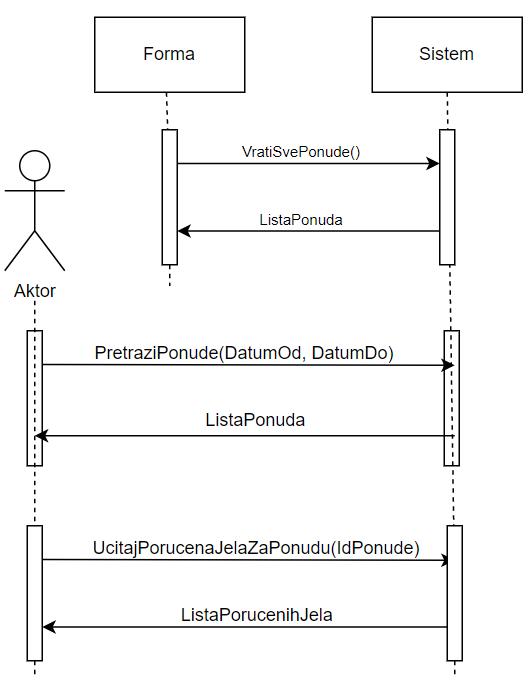 Forma
Sistem
VratiSvePonude()
ListaPonuda
Aktor
PretraziPonude(DatumOd, DatumDo)
ListaPonuda
UcitajPorucenaJelaZaPonudu(IdPonude)
ListaPorucenihJela